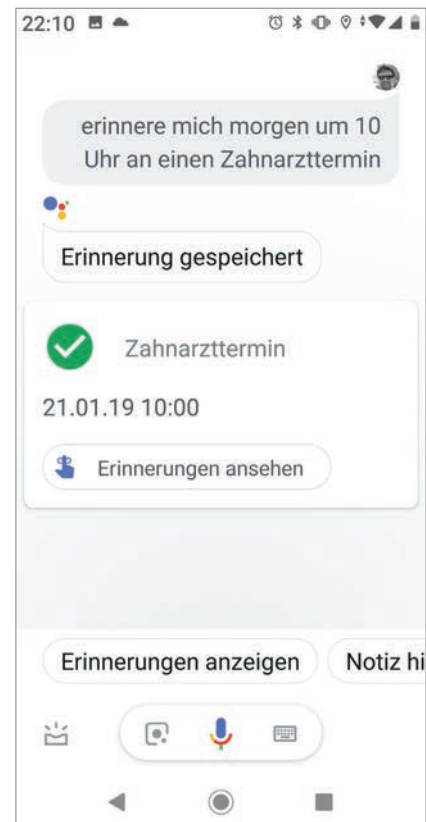 22:10
erinnere mich morgen um 10
Uhr an einen Zahnarzttermin
Erinnerung gespeichert
Zahnarzttermin
21.01.19 10:00
Erinnerungen ansehen
Erinnerungen anzeigen
Notiz hi